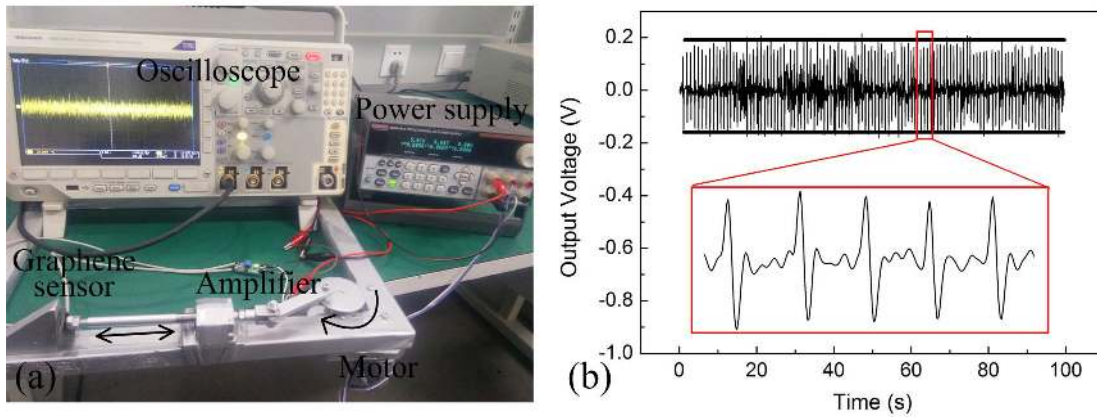 Oscilloscope
Power supply
Graphene
sensor
Amplifier
Motor
(a)
0.2
0.0
-0.2
-0.4
-0.6
-0.8
-1.0
Output Voltage (V)
0
20
40
60
80
100
Time (s)
(b)